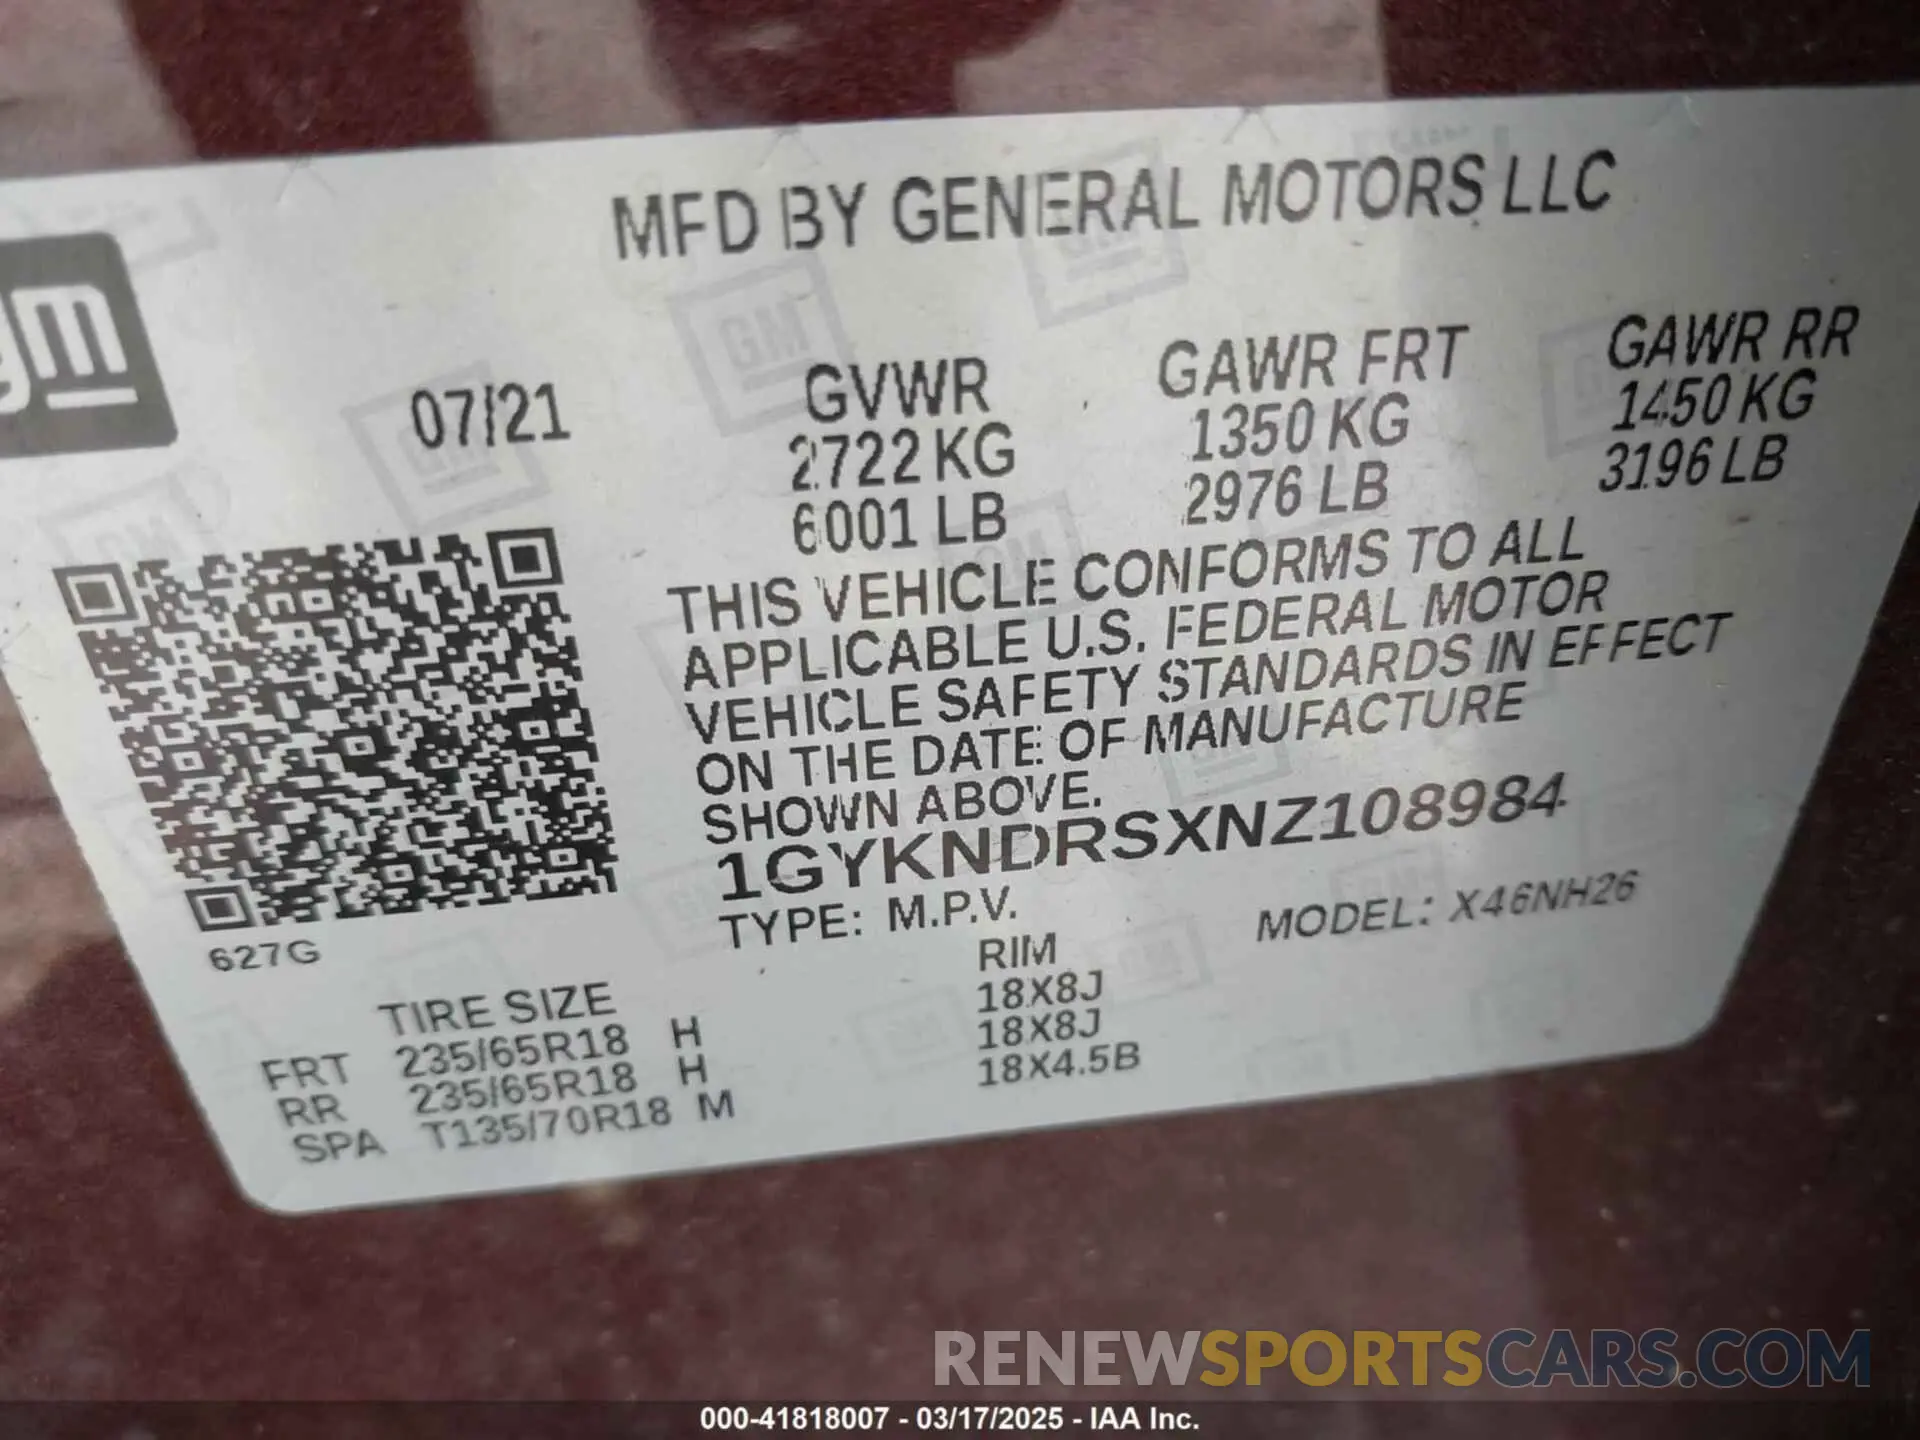 MFD BY GENERAL MOTORS LLC
gm
07/21
GVWR
2722 KG
6001 LB
GAWR FRT
1350 KG
2976 LB
GAWR RR
1450 KG
3196 LB
THIS VEHICLE CONFORMS TO ALL
APPLICABLE U.S. FEDERAL MOTOR
VEHICLE SAFETY STANDARDS IN EFFECT
ON THE DATE OF MANUFACTURE
SHOWN ABOVE.
1GYKNDRSXNZ108984
TYPE: M.P.V.
MODEL: X46NH26
627G
TIRE SIZE RIM
FRT 235/65R18 H 18X8J
RR 235/65R18 H 18X8J
SPA T135/70R18 M 18X4.5B
RENEWSPORTSCARS.COM
000-41818007 - 03/17/2025 - IAA Inc.